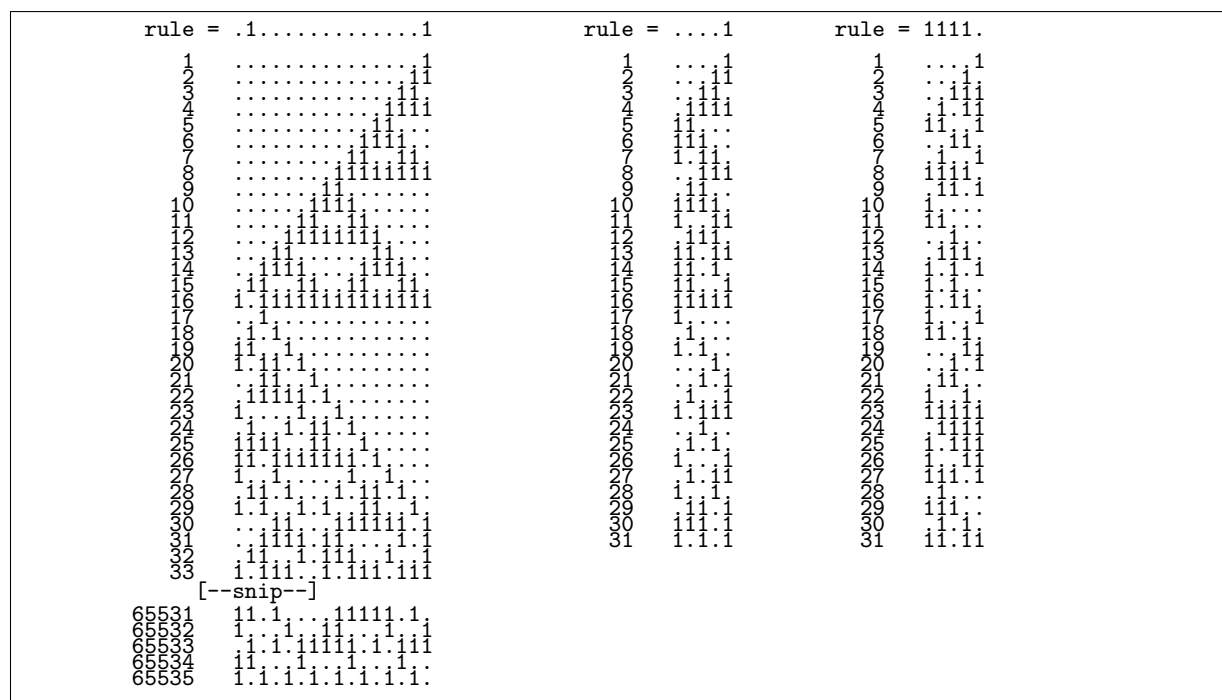 rule = .1.............1 rule = ....1 rule = 1111.
1 ...............1 1 ....1 1 ....1
2 ..............11 2 ...11 2 ...1.
3 .............11. 3 ..11. 3 ..111
4 ............1111 4 .1111 4 .1.11
5 ...........11... 5 11... 5 11..1
6 ..........1111.. 6 111.. 6 ..11.
7 .........11..11. 7 1.11. 7 .1..1
8 ........11111111 8 ..111 8 1111.
9 .......11....... 9 .11.. 9 .11.1
10 ......1111...... 10 1111. 10 1....
11 .....11..11..... 11 1..11 11 11...
12 ....11111111.... 12 .111. 12 ..1..
13 ...11......11... 13 11.11 13 .111.
14 ..1111....1111.. 14 11.1. 14 1.1.1
15 .11..11..11..11. 15 11..1 15 1.1..
16 1.11111111111111 16 11111 16 1.11.
17 ..1............. 17 1.... 17 1...1
18 .1.1............ 18 .1... 18 11.1.
19 11..1........... 19 1.1.. 19 ...11
20 1.11.1.......... 20 ...1. 20 ..1.1
21 ..11..1......... 21 ..1.1 21 .11..
22 .11111.1........ 22 .1..1 22 1..1.
23 1....1..1....... 23 1.111 23 11111
24 .1..1.11.1...... 24 ..1.. 24 .1111
25 1111..11..1..... 25 .1.1. 25 1.111
26 11.1111111.1.... 26 1...1 26 1..11
27 1..1.....1..1... 27 .1.11 27 111.1
28 .11.1...1.11.1.. 28 1..1. 28 .1...
29 1.1..1.1..11..1. 29 .11.1 29 111..
30 ...11...111111.1 30 111.1 30 .1.1.
31 ..1111.11....1.1 31 1.1.1 31 11.11
32 .11..1.111..1..1
33 1.111..1.111.111
[--snip--]
65531 11.1....11111.1.
65532 1...1..11...1..1
65533 .1.1.11111.1.111
65534 11...1...1...1..
65535 1.1.1.1.1.1.1.1.